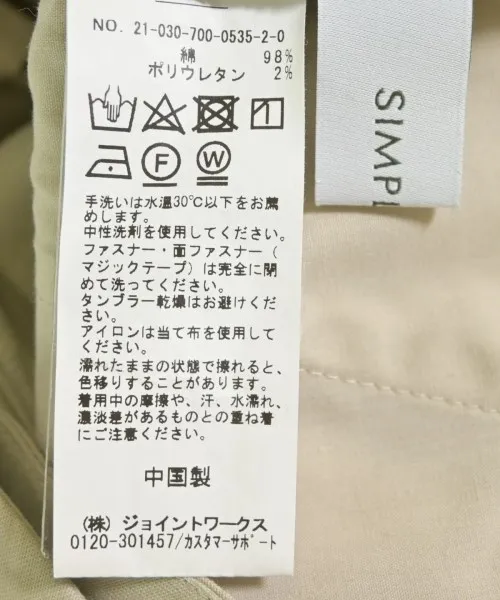 NO. 21-030-700-0535-2-0
綿 98%
ポリウレタン 2%
F
W
手洗いは水温30℃以下をお薦
めします。
中性洗剤を使用してください。
ファスナー・面ファスナー(
マジックテープ)は完全に閉
めて洗ってください。
タンブラー乾燥はお避けくださ
い。
アイロンは当て布を使用して
ください。
濡れたままの状態で擦れると、
色移りすることがあります。
着用中の摩擦や、汗、水濡れ、
濃淡差があるものとの重ね着
にご注意ください。
中国製
(株) ジョイントワークス
0120-301457/カスタマーサポート
SIMPL